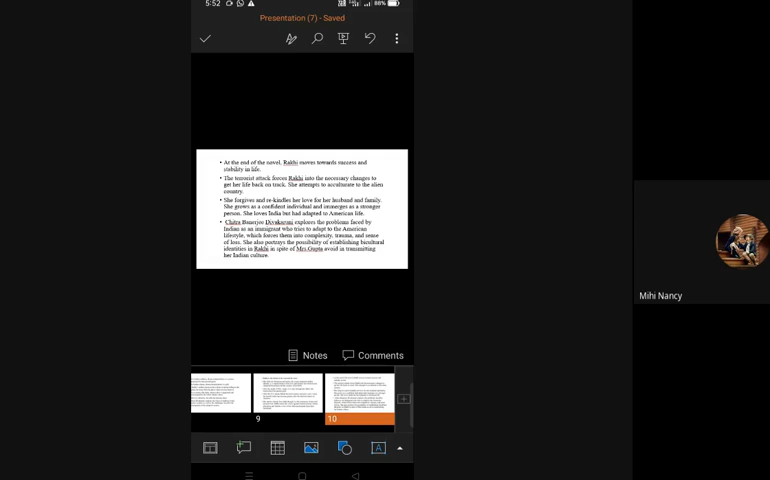 5:52
88%
Presentation (7) - Saved
• At the end of the novel, Rakhi moves towards success and
stability in life.
• The terrorist attack forces Rakhi into the necessary changes to
get her life back on track. She attempts to acculturate to the alien
country.
• She forgives and re-kindles her love for her husband and family.
She grows as a confident individual and immerges as a stronger
person. She loves India but had adapted to American life.
• Chitra Banerjee Divakaruni explores the problems faced by
Indian as an immigrant who tries to adapt to the American
lifestyle, which forces them into complexity, trauma, and sense
of loss. She also portrays the possibility of establishing bicultural
identities in Rakhi in spite of Mrs.Gupta avoid in transmitting
her Indian culture.
Mihi Nancy
Notes
Comments
9
10
A